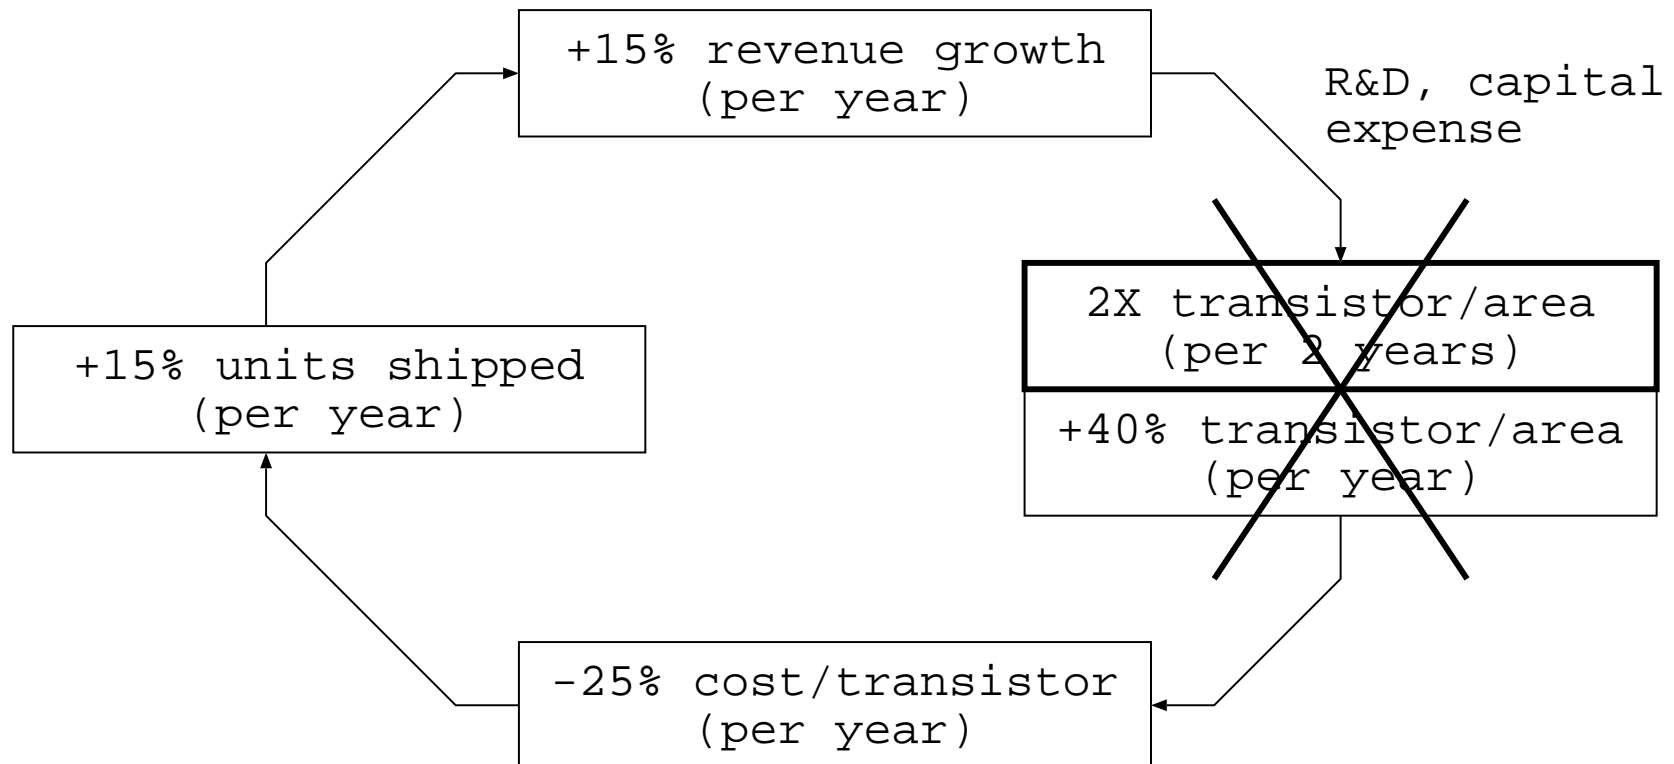 +15% revenue growth
(per year)
R&D, capital
expense
2X transistor/area
(per 2 years)
+40% transistor/area
(per year)
-25% cost/transistor
(per year)
+15% units shipped
(per year)